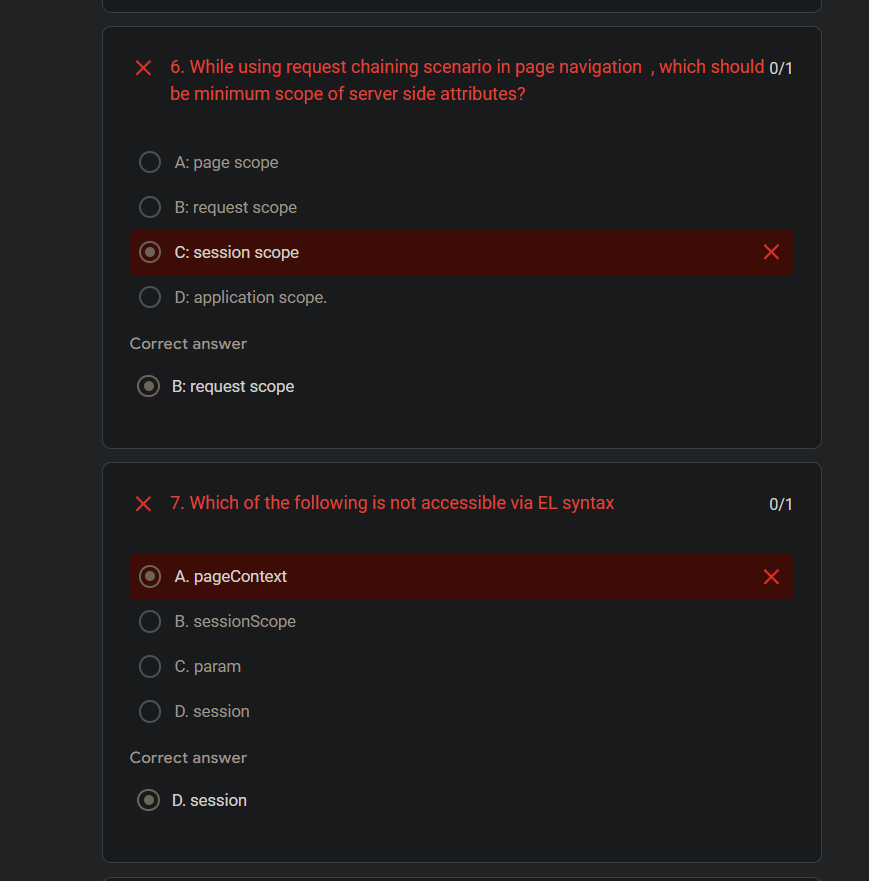 6. While using request chaining scenario in page navigation , which should 0/1
be minimum scope of server side attributes?
A: page scope
B: request scope
C: session scope
D: application scope.
Correct answer
B: request scope
7. Which of the following is not accessible via EL syntax 0/1
A. pageContext
B. sessionScope
C. param
D. session
Correct answer
D. session